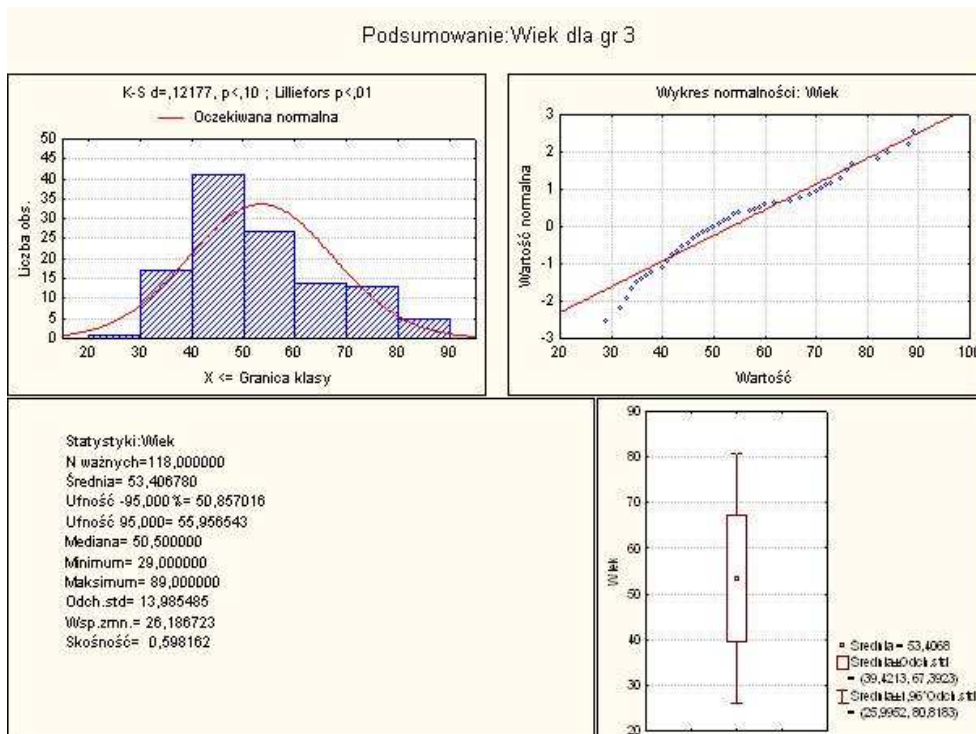 Podsumowanie:Wiek dla gr 3
K-S d=,12177, p<,10 ; Lilliefors p<,01
Oczekiwana normalna
50
45
40
35
30
25
20
15
10
5
0
Liczba obs.
20 30 40 50 60 70 80 90
X <= Granica klasy
Wykres normalności: Wiek
3
2
1
0
-1
-2
-3
Wartość normalna
20 30 40 50 60 70 80 90 100
Wartość
Statystyki:Wiek
N ważnych=118,000000
Średnia= 53,406780
Ufność -95,000%= 50,857016
Ufność 95,000= 55,956543
Mediana= 50,500000
Minimum= 29,000000
Maksimum= 89,000000
Odch.std= 13,985485
Wsp.zmn.= 26,186723
Skośność= 0,598162
90
80
70
60
50
40
30
20
Wiek
Średnia = 53,4068
Średnia±Odch.std
= (39,4213, 67,3923)
Średnia±1,96*Odch.std
= (25,9952, 80,8183)